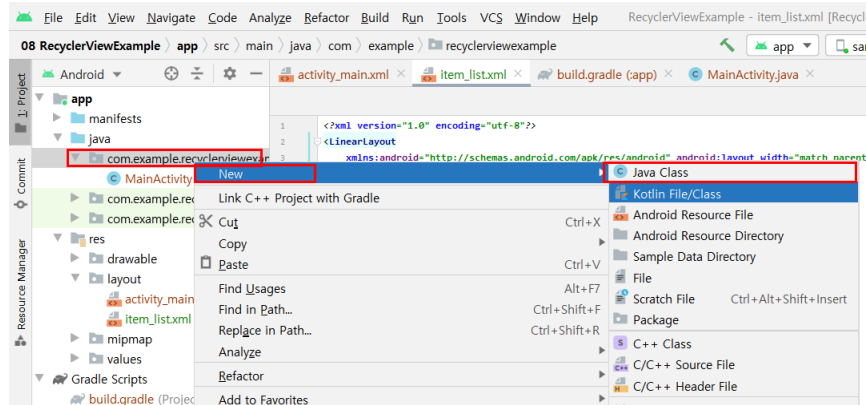 File Edit View Navigate Code Analyze Refactor Build Run Tools VCS Window Help RecyclerViewExample - item_list.xml [Recycl
08 RecyclerViewExample app src main java com example recyclerviewexample app sa
1: Project
Commit
Resource Manager
Android
app
manifests
java
com.example.recyclerviewexar
MainActivity
com.example.rec
com.example.rec
res
drawable
layout
activity_main
item_list.xml
mipmap
values
Gradle Scripts
build.gradle (Projec
activity_main.xml item_list.xml build.gradle (:app) MainActivity.java
1 <?xml version="1.0" encoding="utf-8"?>
2 <LinearLayout
3 xmlns:android="http://schemas.android.com/apk/res/android" android:layout_width="match_parent
New
Link C++ Project with Gradle
Cut Ctrl+X
Copy
Paste Ctrl+V
Find Usages Alt+F7
Find in Path... Ctrl+Shift+F
Replace in Path... Ctrl+Shift+R
Analyze
Refactor
Add to Favorites
Java Class
Kotlin File/Class
Android Resource File
Android Resource Directory
Sample Data Directory
File
Scratch File Ctrl+Alt+Shift+Insert
Package
C++ Class
C/C++ Source File
C/C++ Header File